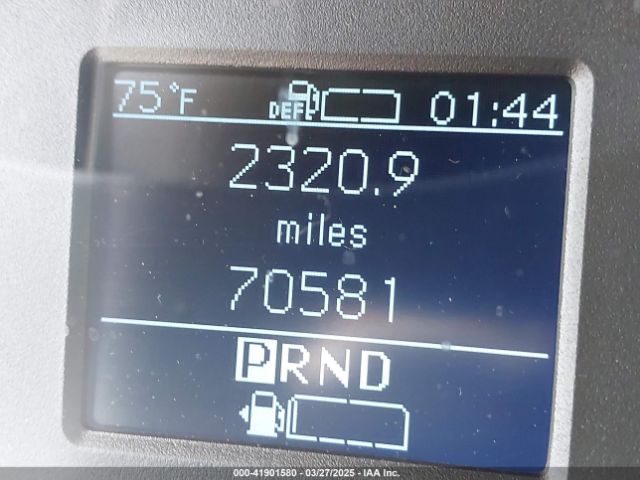 75°F DEF 01:44
2320.9
miles
70581
PRND
000-41901580 - 03/27/2025 - IAA Inc.